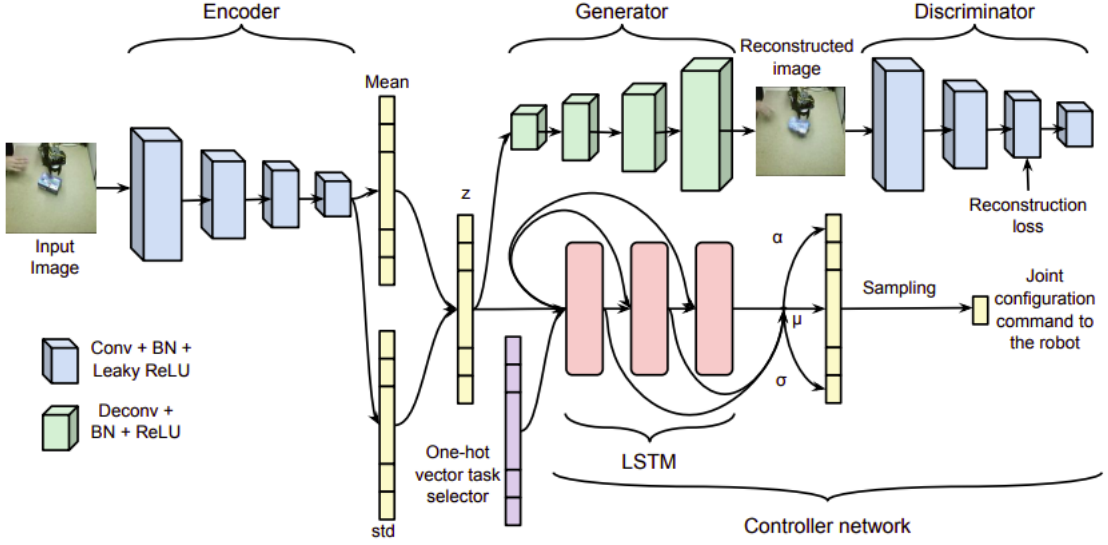 Encoder
Generator
Discriminator
Mean
Reconstructed
image
z
Input
Image
Reconstruction
loss
α
μ
σ
Sampling
Joint
configuration
command to
the robot
Conv + BN +
Leaky ReLU
Deconv +
BN + ReLU
One-hot
vector task
selector
LSTM
std
Controller network